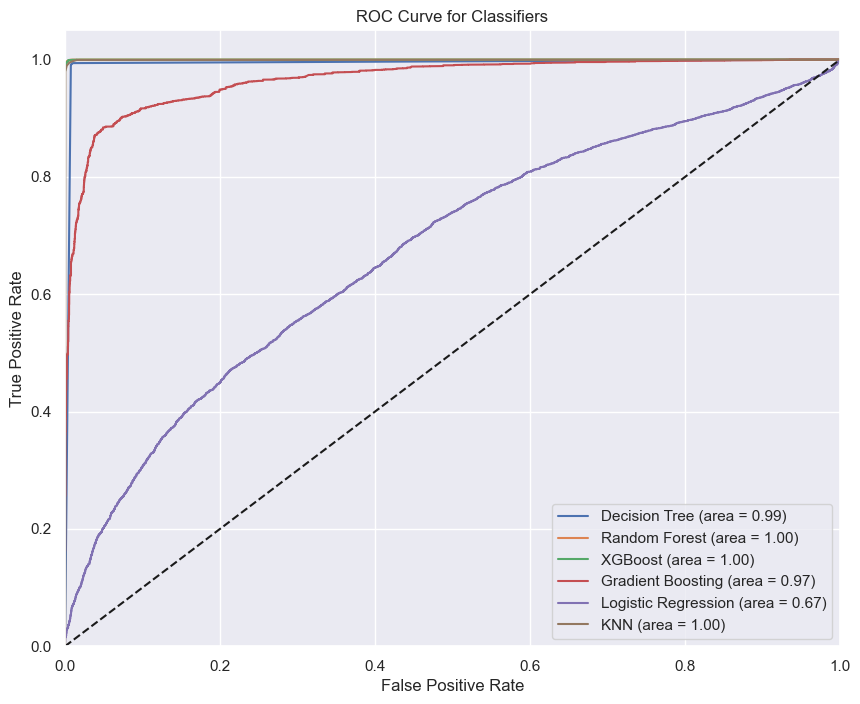 ROC Curve for Classifiers
True Positive Rate
1.0
0.8
0.6
0.4
0.2
0.0
Decision Tree (area = 0.99)
Random Forest (area = 1.00)
XGBoost (area = 1.00)
Gradient Boosting (area = 0.97)
Logistic Regression (area = 0.67)
KNN (area = 1.00)
0.0 0.2 0.4 0.6 0.8 1.0
False Positive Rate